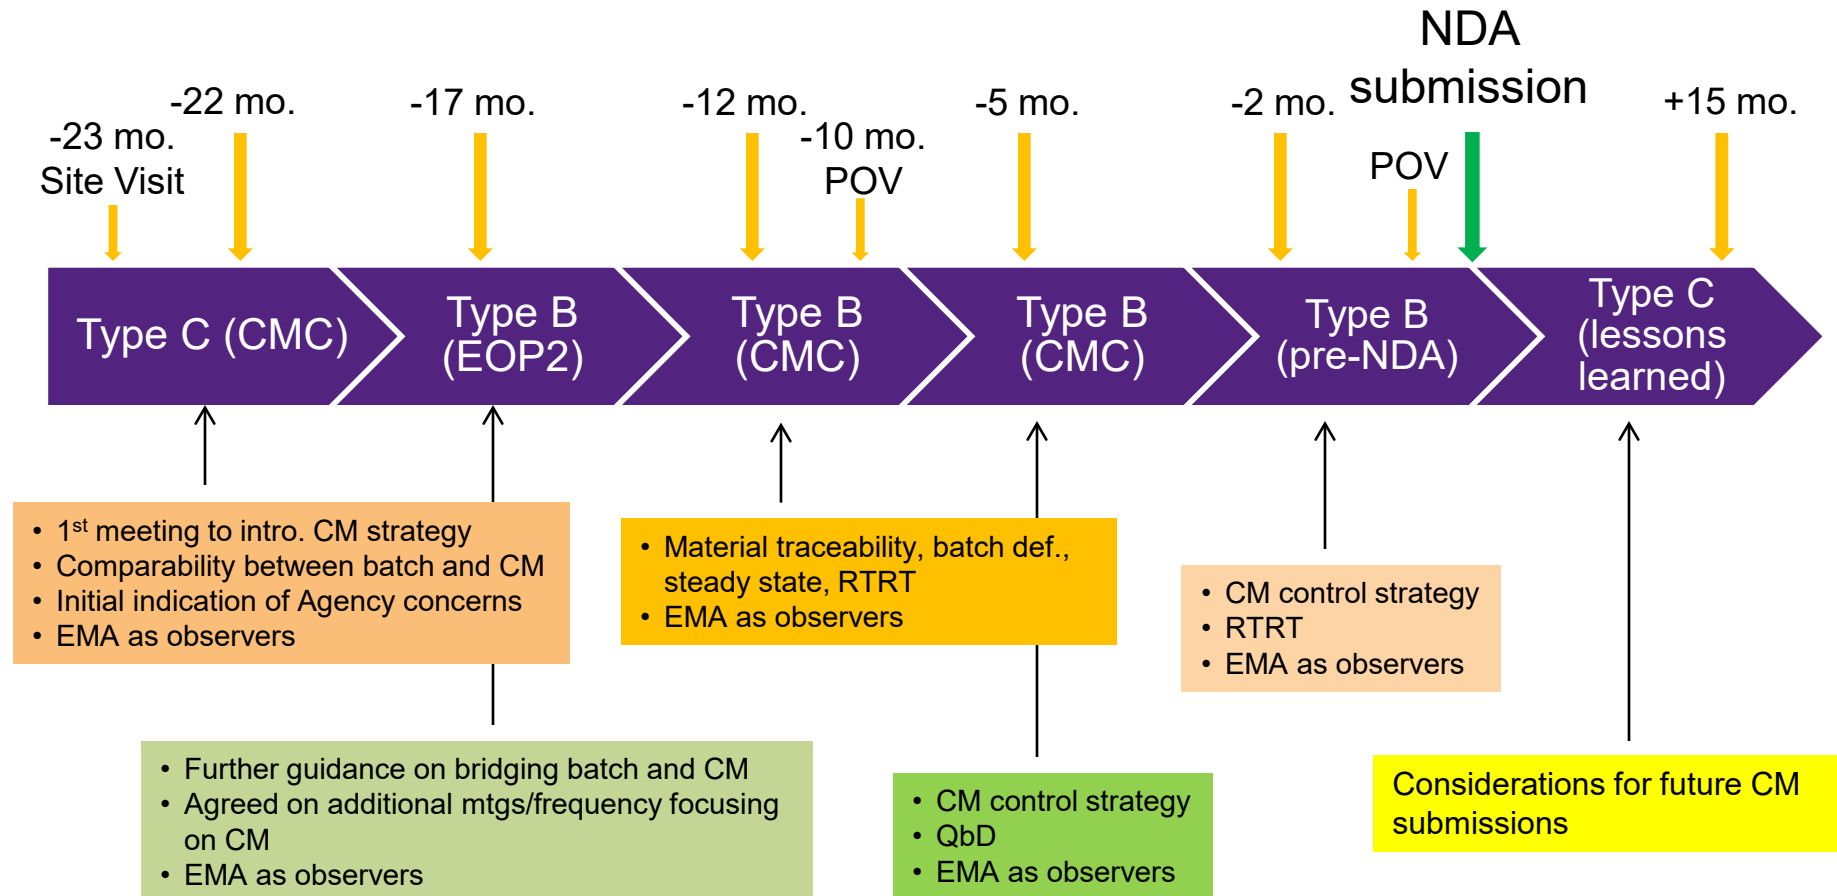 NDA
submission
-22 mo.
-17 mo.
-12 mo.
-5 mo.
-2 mo.
+15 mo.
-23 mo.
Site Visit
-10 mo.
POV
POV
Type C (CMC)
Type B
(EOP2)
Type B
(CMC)
Type B
(CMC)
Type B
(pre-NDA)
Type C
(lessons
learned)
• 1st meeting to intro. CM strategy
• Comparability between batch and CM
• Initial indication of Agency concerns
• EMA as observers
• Material traceability, batch def.,
steady state, RTRT
• EMA as observers
• CM control strategy
• RTRT
• EMA as observers
• Further guidance on bridging batch and CM
• Agreed on additional mtgs/frequency focusing
on CM
• EMA as observers
• CM control strategy
• QbD
• EMA as observers
Considerations for future CM
submissions